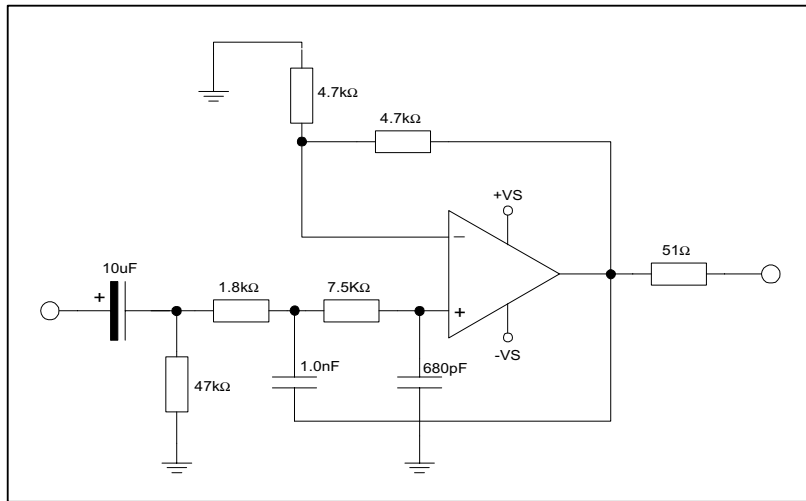 4.7kΩ
4.7kΩ
+VS
−
51Ω
10uF
+
1.8kΩ
7.5KΩ
+
-VS
1.0nF
680pF
47kΩ